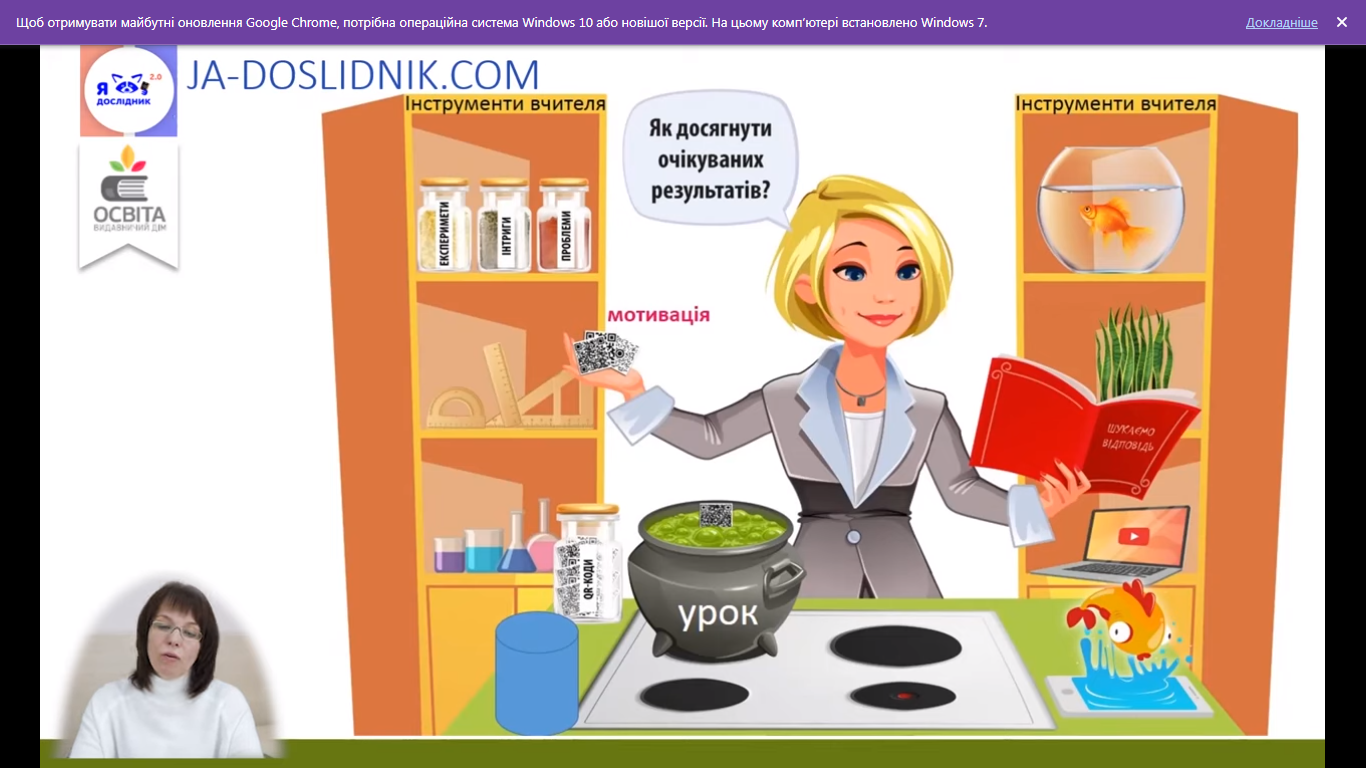 Щоб отримувати майбутні оновлення Google Chrome, потрібна операційна система Windows 10 або новішої версії. На цьому комп’ютері встановлено Windows 7.
Докладніше
JA-DOSLIDNIK.COM
Я
2.0
ДОСЛІДНИК
ОСВІТА
ВИДАВНИЧИЙ ДІМ
Інструменти вчителя
Інструменти вчителя
Як досягнути
очікуваних
результатів?
ЕКСПЕРИМЕТИ
ІНТРИГИ
ПРОБЛЕМИ
мотивація
ШУКАЄМО
ВІДПОВІДЬ
QR-КОДИ
урок